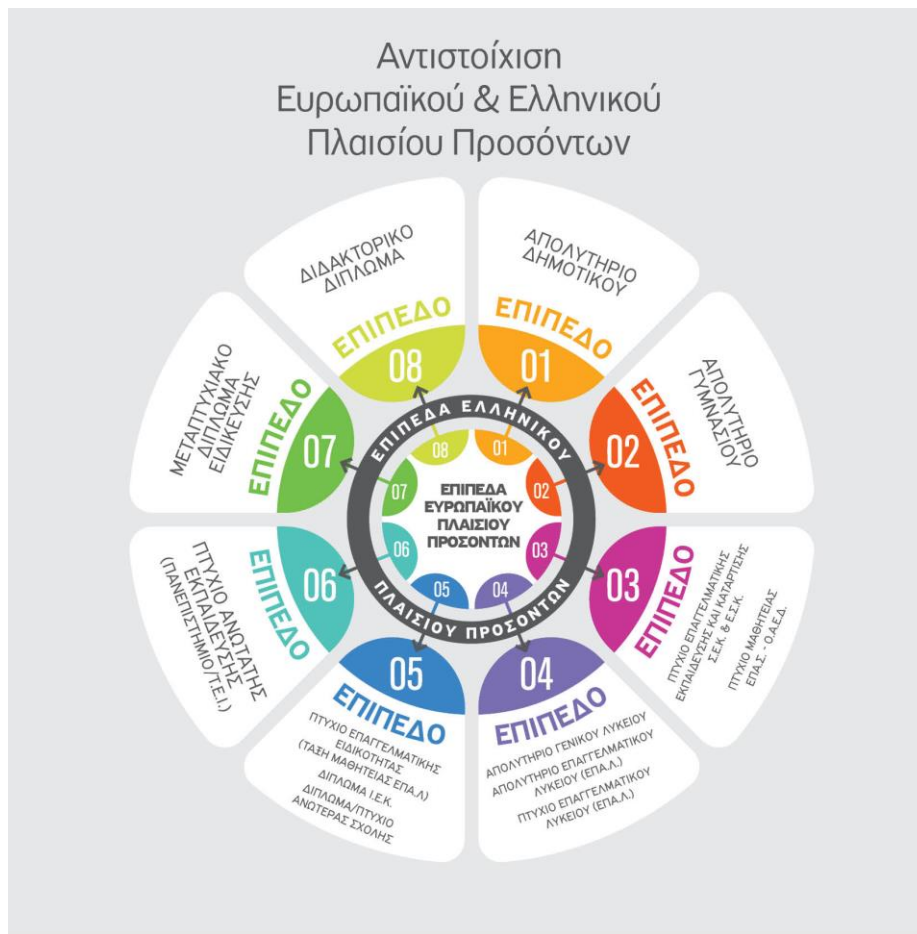 Αντιστοίχιση
Ευρωπαϊκού & Ελληνικού
Πλαισίου Προσόντων
ΑΠΟΛΥΤΗΡΙΟ
ΔΗΜΟΤΙΚΟΥ
ΕΠΙΠΕΔΟ
01
ΑΠΟΛΥΤΗΡΙΟ
ΓΥΜΝΑΣΙΟΥ
ΕΠΙΠΕΔΟ
02
ΠΤΥΧΙΟ ΕΠΑΓΓΕΛΜΑΤΙΚΗΣ
ΕΚΠΑΙΔΕΥΣΗΣ ΚΑΙ ΚΑΤΑΡΤΙΣΗΣ
Σ.Ε.Κ. & Ε.Σ.Κ.
ΠΤΥΧΙΟ ΜΑΘΗΤΕΙΑΣ
ΕΠΑ.Σ. - Ο.Α.Ε.Δ.
ΕΠΙΠΕΔΟ
03
04
ΕΠΙΠΕΔΟ
ΑΠΟΛΥΤΗΡΙΟ ΓΕΝΙΚΟΥ ΛΥΚΕΙΟΥ
ΑΠΟΛΥΤΗΡΙΟ ΕΠΑΓΓΕΛΜΑΤΙΚΟΥ
ΛΥΚΕΙΟΥ (ΕΠΑ.Λ.)
ΠΤΥΧΙΟ ΕΠΑΓΓΕΛΜΑΤΙΚΟΥ
ΛΥΚΕΙΟΥ (ΕΠΑ.Λ.)
05
ΕΠΙΠΕΔΟ
ΠΤΥΧΙΟ ΕΠΑΓΓΕΛΜΑΤΙΚΗΣ
ΕΙΔΙΚΟΤΗΤΑΣ
(ΤΑΞΗ ΜΑΘΗΤΕΙΑΣ ΕΠΑ.Λ)
ΔΙΠΛΩΜΑ Ι.Ε.Κ.
ΔΙΠΛΩΜΑ/ΠΤΥΧΙΟ
ΑΝΩΤΕΡΑΣ ΣΧΟΛΗΣ
06
ΕΠΙΠΕΔΟ
ΠΤΥΧΙΟ ΑΝΩΤΑΤΗΣ
ΕΚΠΑΙΔΕΥΣΗΣ
(ΠΑΝΕΠΙΣΤΗΜΙΟ/Τ.Ε.Ι.)
ΜΕΤΑΠΤΥΧΙΑΚΟ
ΔΙΠΛΩΜΑ
ΕΙΔΙΚΕΥΣΗΣ
ΕΠΙΠΕΔΟ
07
ΔΙΔΑΚΤΟΡΙΚΟ
ΔΙΠΛΩΜΑ
ΕΠΙΠΕΔΟ
08
ΕΠΙΠΕΔΑ ΕΛΛΗΝΙΚΟΥ
ΠΛΑΙΣΙΟΥ ΠΡΟΣΟΝΤΩΝ
01
02
03
04
05
06
07
08
ΕΠΙΠΕΔΑ
ΕΥΡΩΠΑΪΚΟΥ
ΠΛΑΙΣΙΟΥ
ΠΡΟΣΟΝΤΩΝ